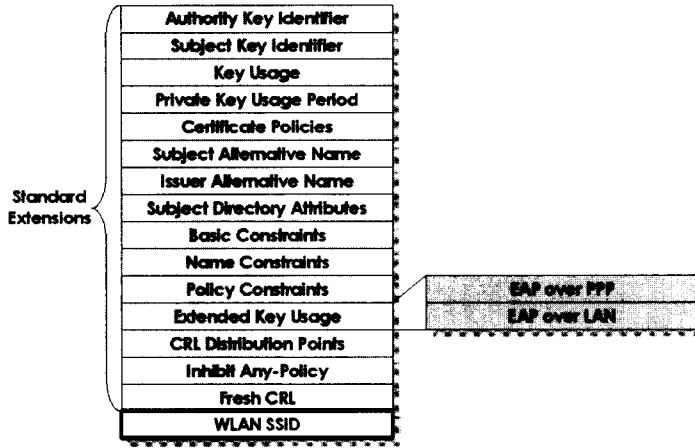 Authority Key Identifier
Subject Key Identifier
Key Usage
Private Key Usage Period
Certificate Policies
Subject Alternative Name
Issuer Alternative Name
Standard
Extensions
Subject Directory Attributes
Basic Constraints
Name Constraints
Policy Constraints
EAP over PPP
Extended Key Usage
EAP over LAN
CRL Distribution Points
Inhibit Any-Policy
Fresh CRL
WLAN SSID